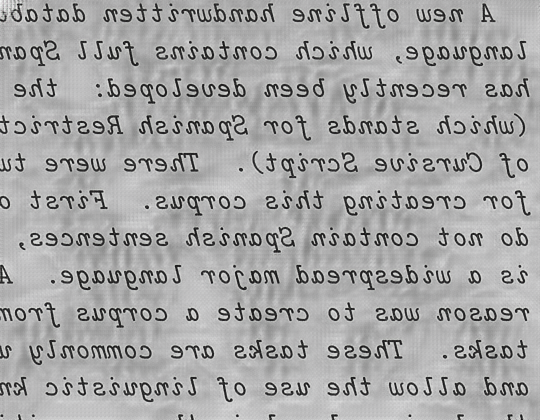 A new offline handwritten datab
language, which contains full Span
has recently been developed: the
(which stands for Spanish Restrict
of Cursive Script). There were tw
for creating this corpus. First o
do not contain Spanish sentences,
is a widespread major language. A
reason was to create a corpus from
tasks. These tasks are commonly u
and allow the use of linguistic kn